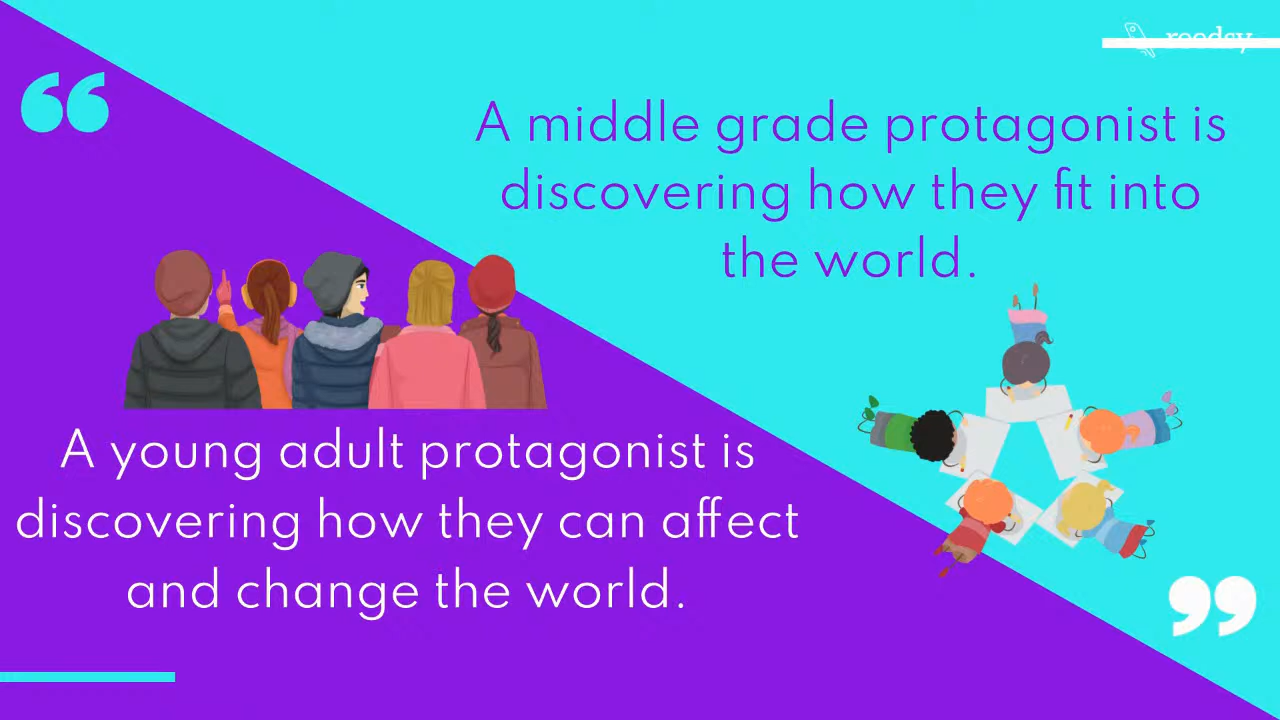 reedsy
A middle grade protagonist is
discovering how they fit into
the world.
A young adult protagonist is
discovering how they can affect
and change the world.